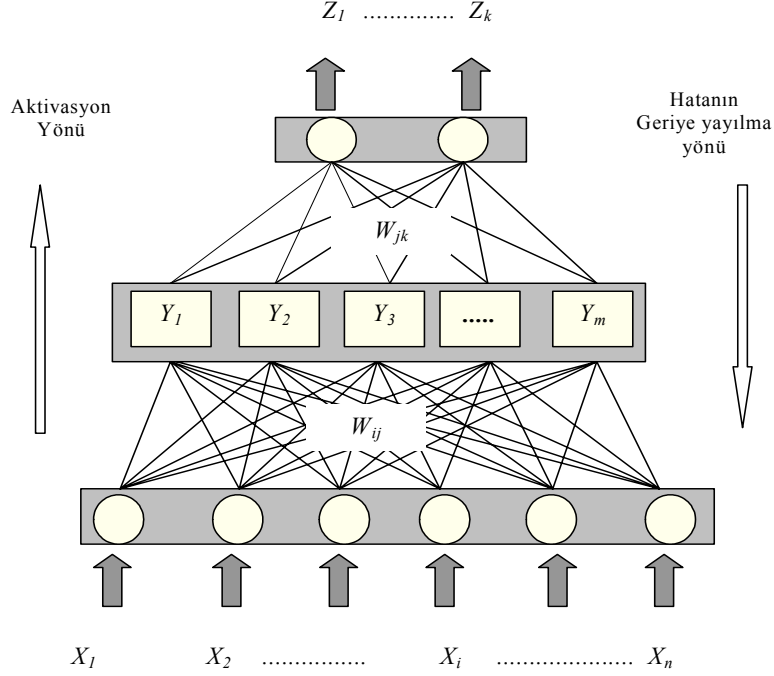 Z1 .............. Zk
Aktivasyon
Yönü
Hatanın
Geriye yayılma
yönü
Wjk
Y1 Y2 Y3 ..... Ym
Wij
X1 X2 ................. Xi ...................... Xn